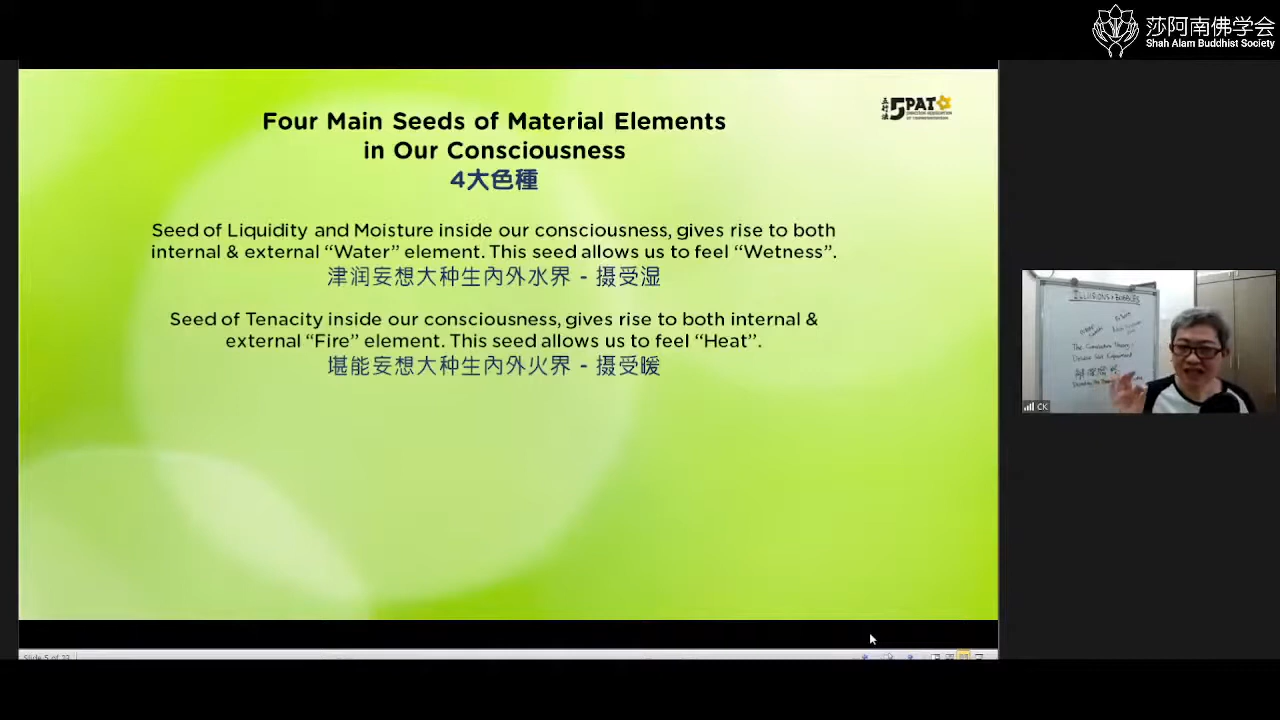 莎阿南佛学会
Shah Alam Buddhist Society
五行法
5PAT
Four Main Seeds of Material Elements
in Our Consciousness
4大色種
Seed of Liquidity and Moisture inside our consciousness, gives rise to both
internal & external “Water” element. This seed allows us to feel “Wetness”.
津润妄想大种生內外水界 - 摄受湿
Seed of Tenacity inside our consciousness, gives rise to both internal &
external “Fire” element. This seed allows us to feel “Heat”.
堪能妄想大种生內外火界 - 摄受暖
ILLUSIONS
CK